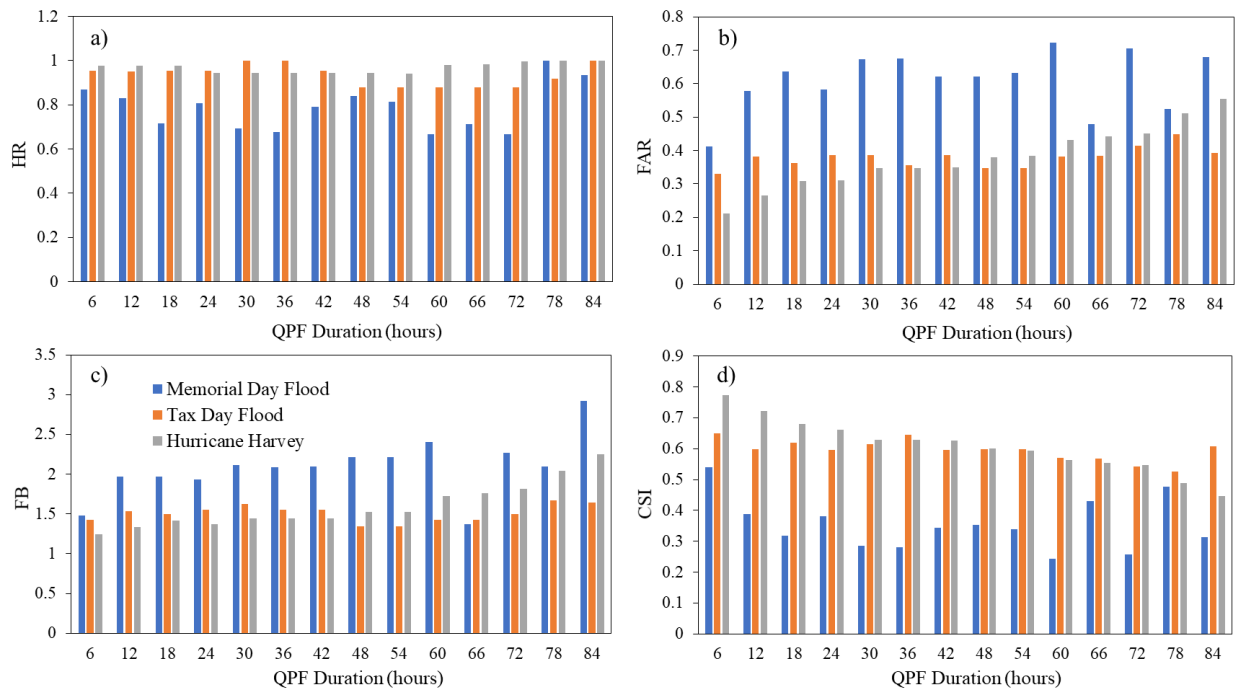 a)
1.2
1
0.8
0.6
0.4
0.2
0
HR
6 12 18 24 30 36 42 48 54 60 66 72 78 84
QPF Duration (hours)
b)
0.8
0.7
0.6
0.5
0.4
0.3
0.2
0.1
0
FAR
6 12 18 24 30 36 42 48 54 60 66 72 78 84
QPF Duration (hours)
c)
3.5
3
2.5
2
1.5
1
0.5
0
FB
Memorial Day Flood
Tax Day Flood
Hurricane Harvey
6 12 18 24 30 36 42 48 54 60 66 72 78 84
QPF Duration (hours)
d)
0.9
0.8
0.7
0.6
0.5
0.4
0.3
0.2
0.1
0
CSI
6 12 18 24 30 36 42 48 54 60 66 72 78 84
QPF Duration (hours)